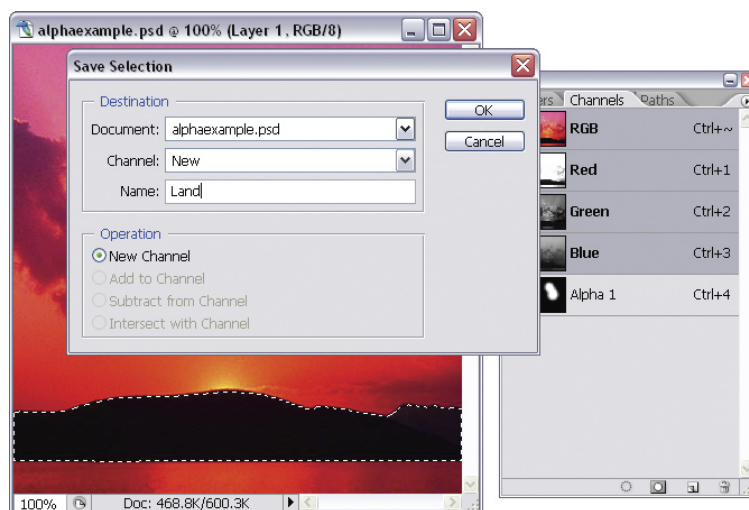 alphaexample.psd @ 100% (Layer 1, RGB/8)
Save Selection
Destination
Document: alphaexample.psd
Channel: New
Name: Land
OK
Cancel
Operation
New Channel
Add to Channel
Subtract from Channel
Intersect with Channel
Channels Paths
RGB Ctrl+~
Red Ctrl+1
Green Ctrl+2
Blue Ctrl+3
Alpha 1 Ctrl+4
100% Doc: 468.8K/600.3K